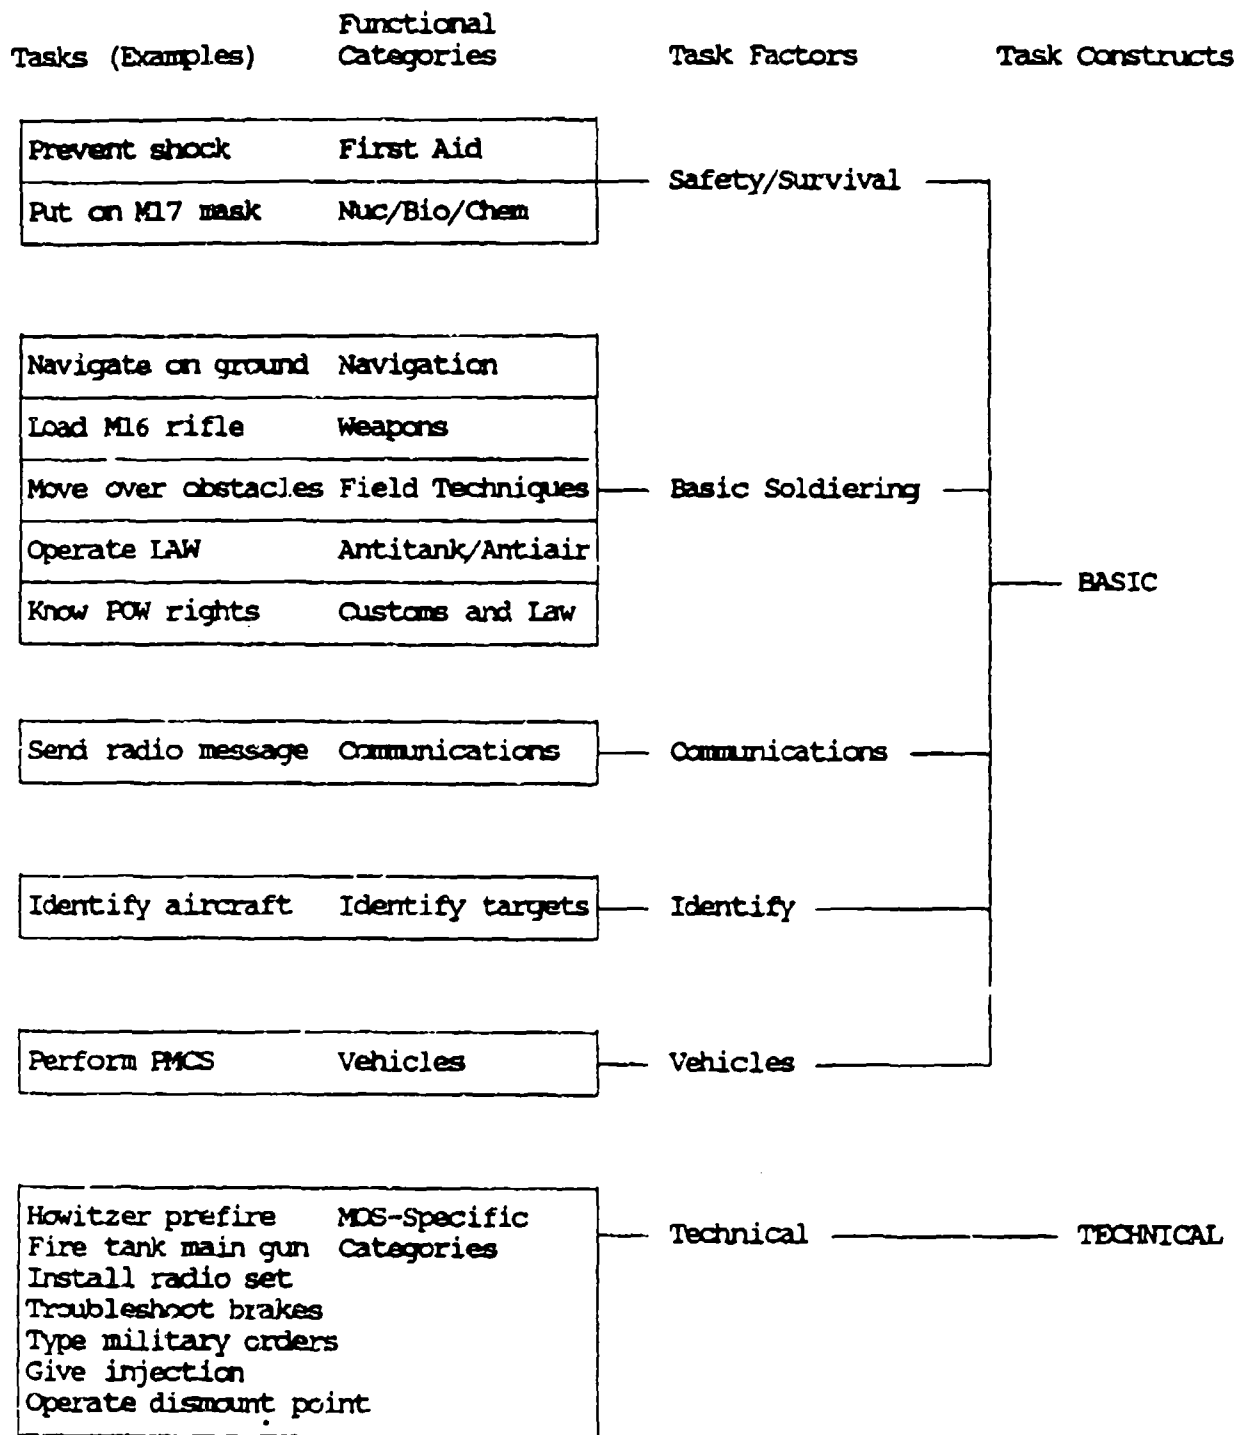 Functional
Tasks (Examples) Categories Task Factors Task Constructs
Prevent shock First Aid
Safety/Survival
Put on M17 mask Nuc/Bio/Chem
Navigate on ground Navigation
Load M16 rifle Weapons
Move over obstacles Field Techniques Basic Soldiering
Operate LAW Antitank/Antiair
BASIC
Know POW rights Customs and Law
Send radio message Communications Communications
Identify aircraft Identify targets Identify
Perform PMCS Vehicles Vehicles
Howitzer prefire MOS-Specific Technical TECHNICAL
Fire tank main gun Categories
Install radio set
Troubleshoot brakes
Type military orders
Give injection
Operate dismount point